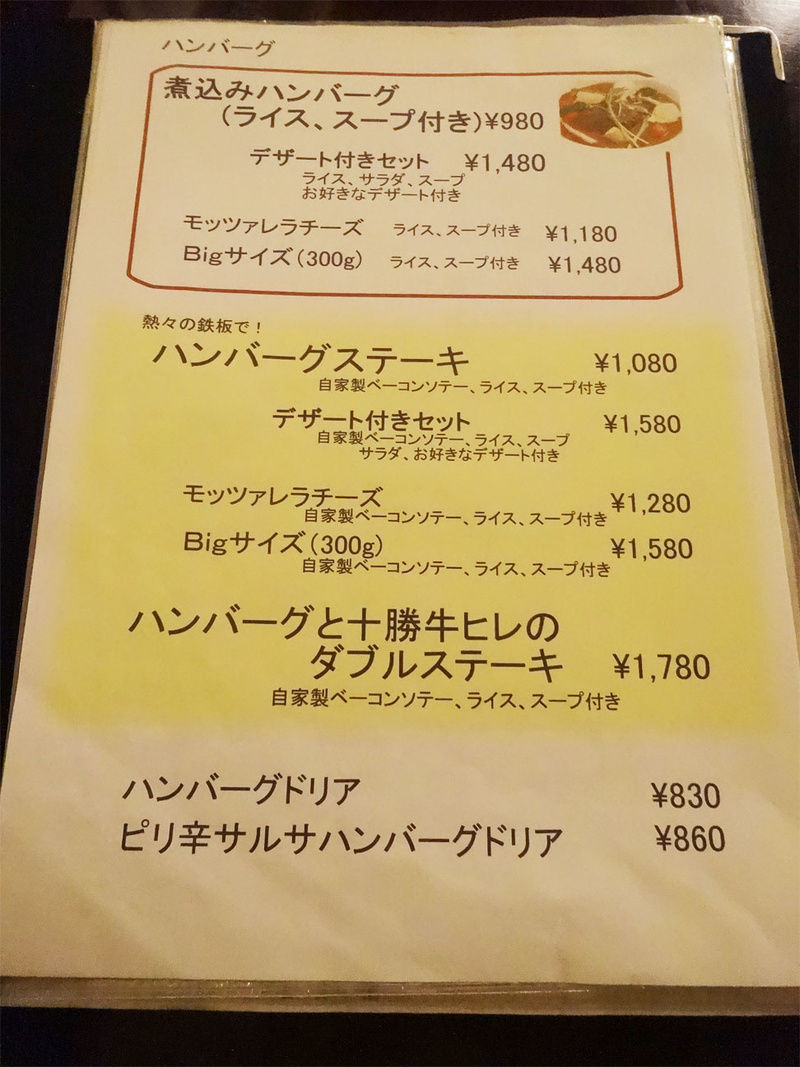 ハンバーグ
煮込みハンバーグ
(ライス、スープ付き)¥980
デザート付きセット ¥1,480
ライス、サラダ、スープ
お好きなデザート付き
モッツァレラチーズ ライス、スープ付き ¥1,180
Bigサイズ(300g) ライス、スープ付き ¥1,480
熱々の鉄板で!
ハンバーグステーキ ¥1,080
自家製ベーコンソテー、ライス、スープ付き
デザート付きセット ¥1,580
自家製ベーコンソテー、ライス、スープ
サラダ、お好きなデザート付き
モッツァレラチーズ ¥1,280
自家製ベーコンソテー、ライス、スープ付き
Bigサイズ(300g) ¥1,580
自家製ベーコンソテー、ライス、スープ付き
ハンバーグと十勝牛ヒレの
ダブルステーキ ¥1,780
自家製ベーコンソテー、ライス、スープ付き
ハンバーグドリア ¥830
ピリ辛サルサハンバーグドリア ¥860